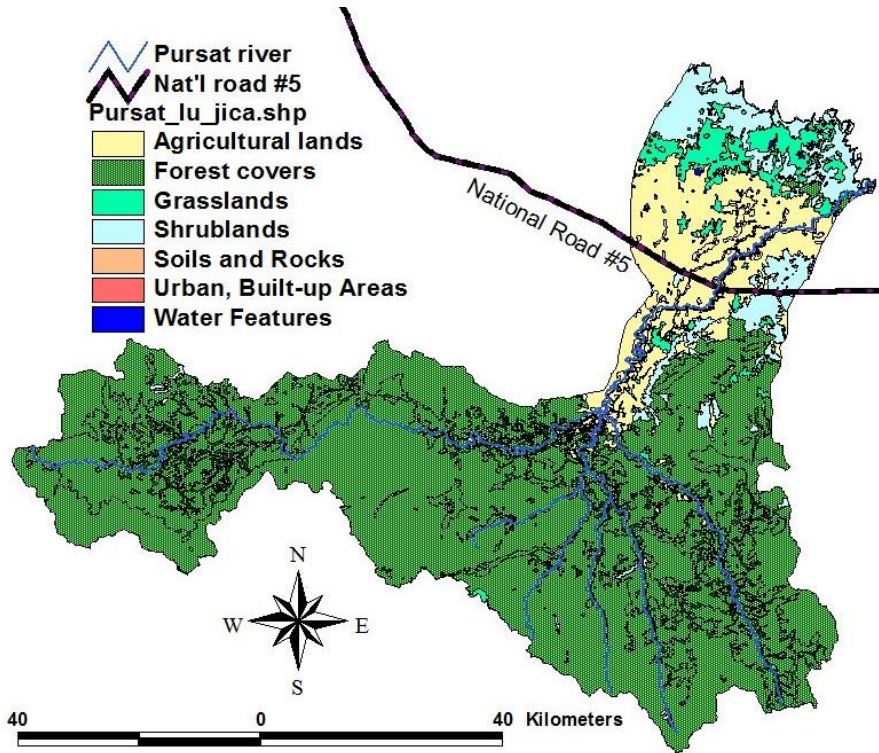 Pursat river
Nat'l road #5
Pursat_lu_jica.shp
Agricultural lands
Forest covers
Grasslands
Shrublands
Soils and Rocks
Urban, Built-up Areas
Water Features
National Road #5
N
W E
S
40 0 40 Kilometers